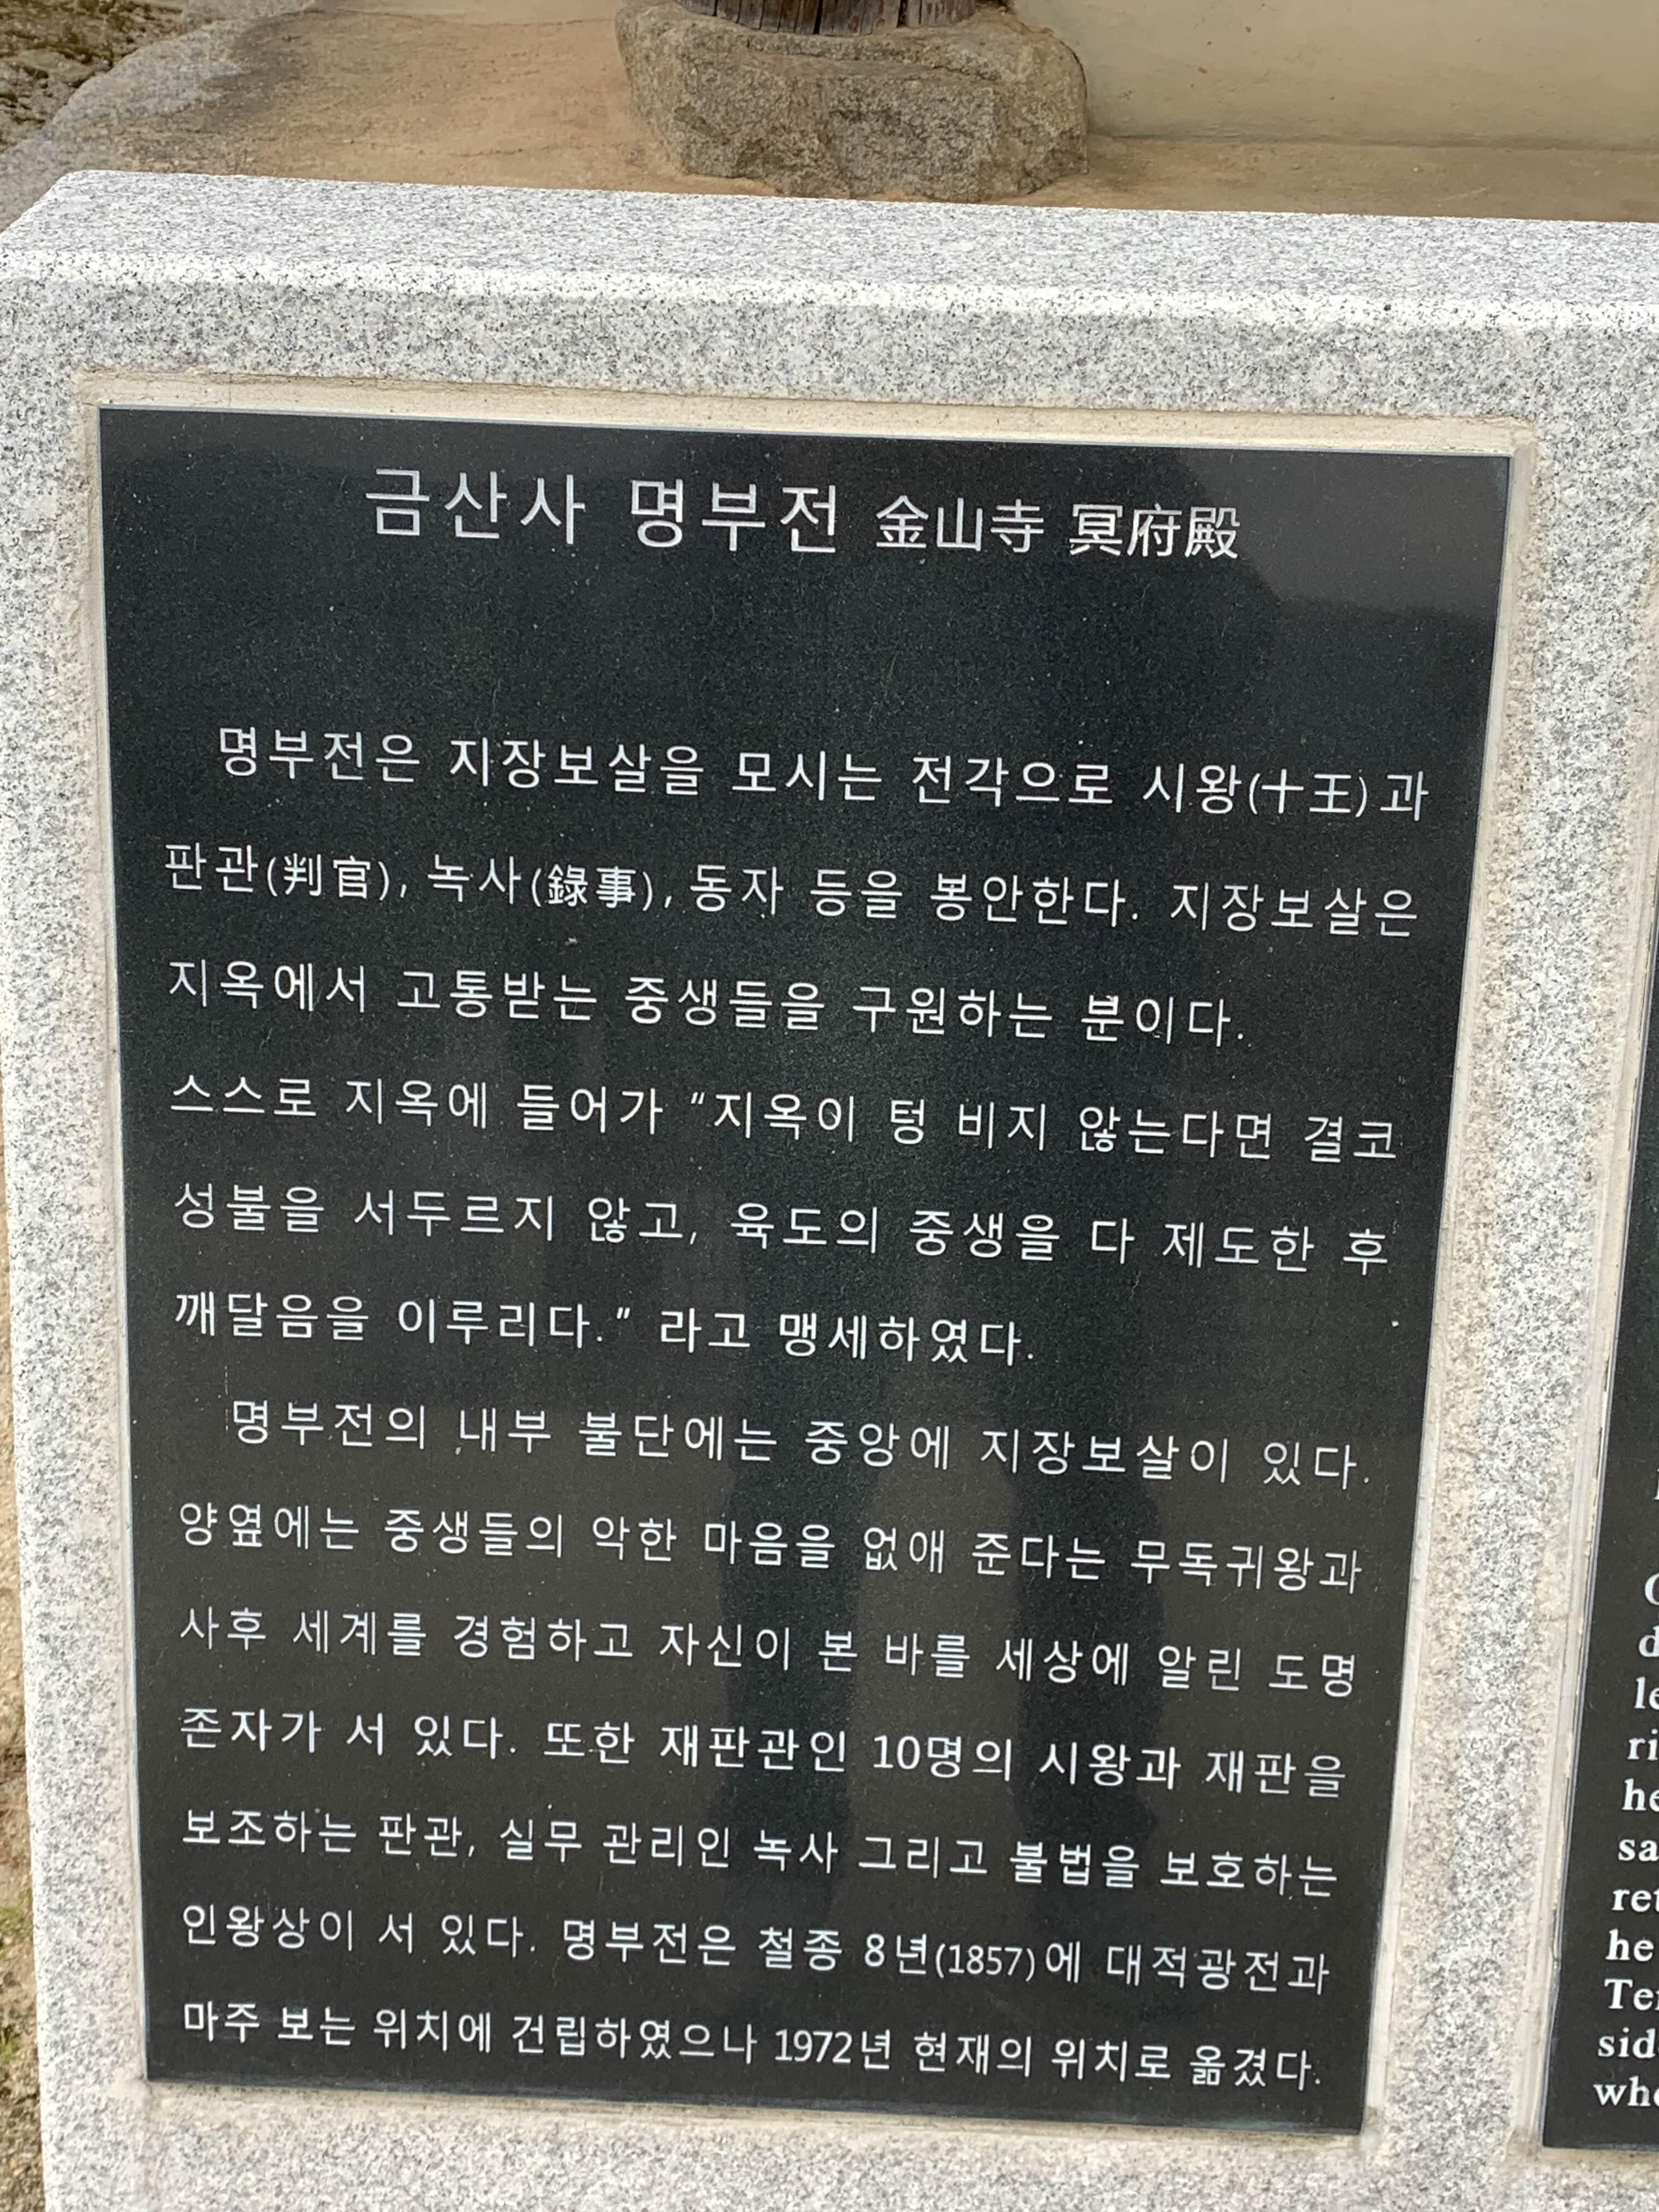 금산사 명부전 金山寺 冥府殿
명부전은 지장보살을 모시는 전각으로 시왕(十王)과
판관(判官), 녹사(錄事), 동자 등을 봉안한다. 지장보살은
지옥에서 고통받는 중생들을 구원하는 분이다.
스스로 지옥에 들어가 “지옥이 텅 비지 않는다면 결코
성불을 서두르지 않고, 육도의 중생을 다 제도한 후
깨달음을 이루리다.” 라고 맹세하였다.
명부전의 내부 불단에는 중앙에 지장보살이 있다.
양옆에는 중생들의 악한 마음을 없애 준다는 무독귀왕과
사후 세계를 경험하고 자신이 본 바를 세상에 알린 도명
존자가 서 있다. 또한 재판관인 10명의 시왕과 재판을
보조하는 판관, 실무 관리인 녹사 그리고 불법을 보호하는
인왕상이 서 있다. 명부전은 철종 8년(1857)에 대적광전과
마주 보는 위치에 건립하였으나 1972년 현재의 위치로 옮겼다.